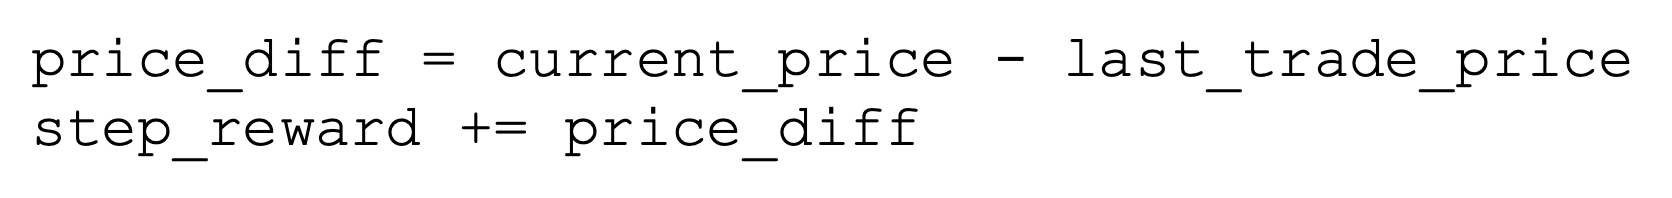 price_diff = current_price - last_trade_price
step_reward += price_diff